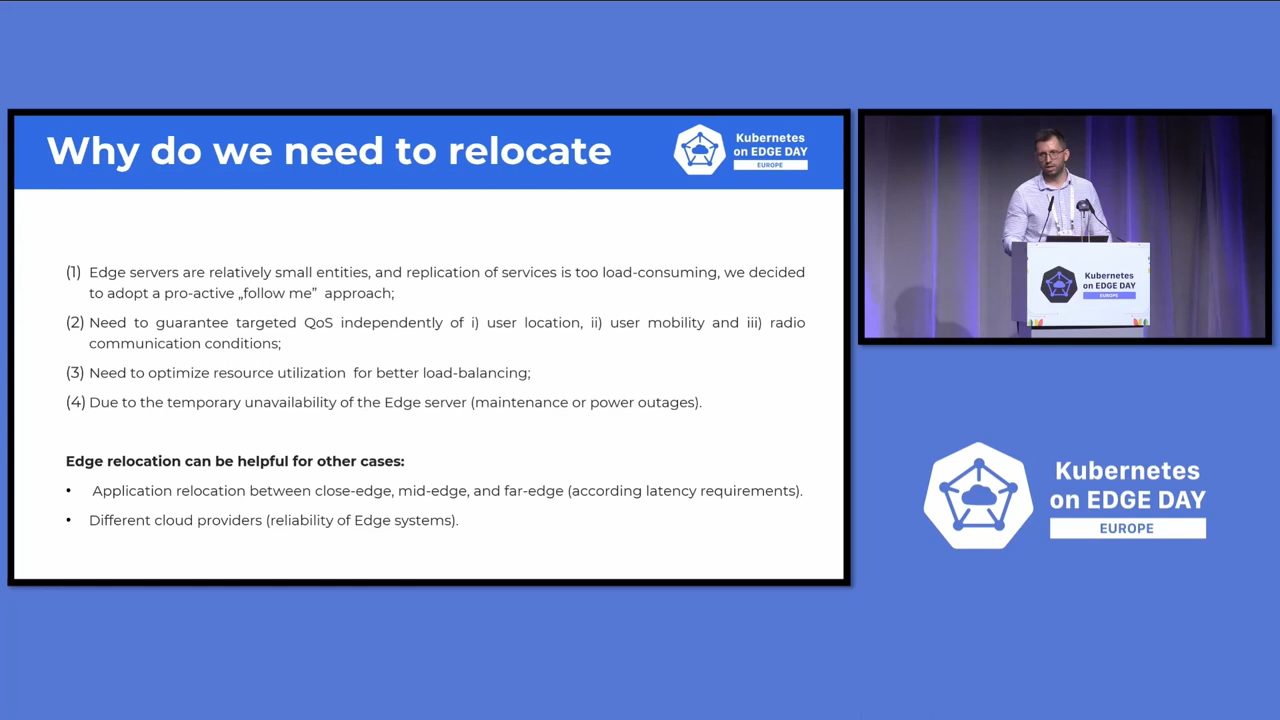 Why do we need to relocate
Kubernetes
on EDGE DAY
EUROPE
(1) Edge servers are relatively small entities, and replication of services is too load-consuming, we decided
to adopt a pro-active „follow me” approach;
(2) Need to guarantee targeted QoS independently of i) user location, ii) user mobility and iii) radio
communication conditions;
(3) Need to optimize resource utilization for better load-balancing;
(4) Due to the temporary unavailability of the Edge server (maintenance or power outages).
Edge relocation can be helpful for other cases:
• Application relocation between close-edge, mid-edge, and far-edge (according latency requirements).
• Different cloud providers (reliability of Edge systems).
Kubernetes
on EDGE DAY
EUROPE
Kubernetes
on EDGE DAY
EUROPE